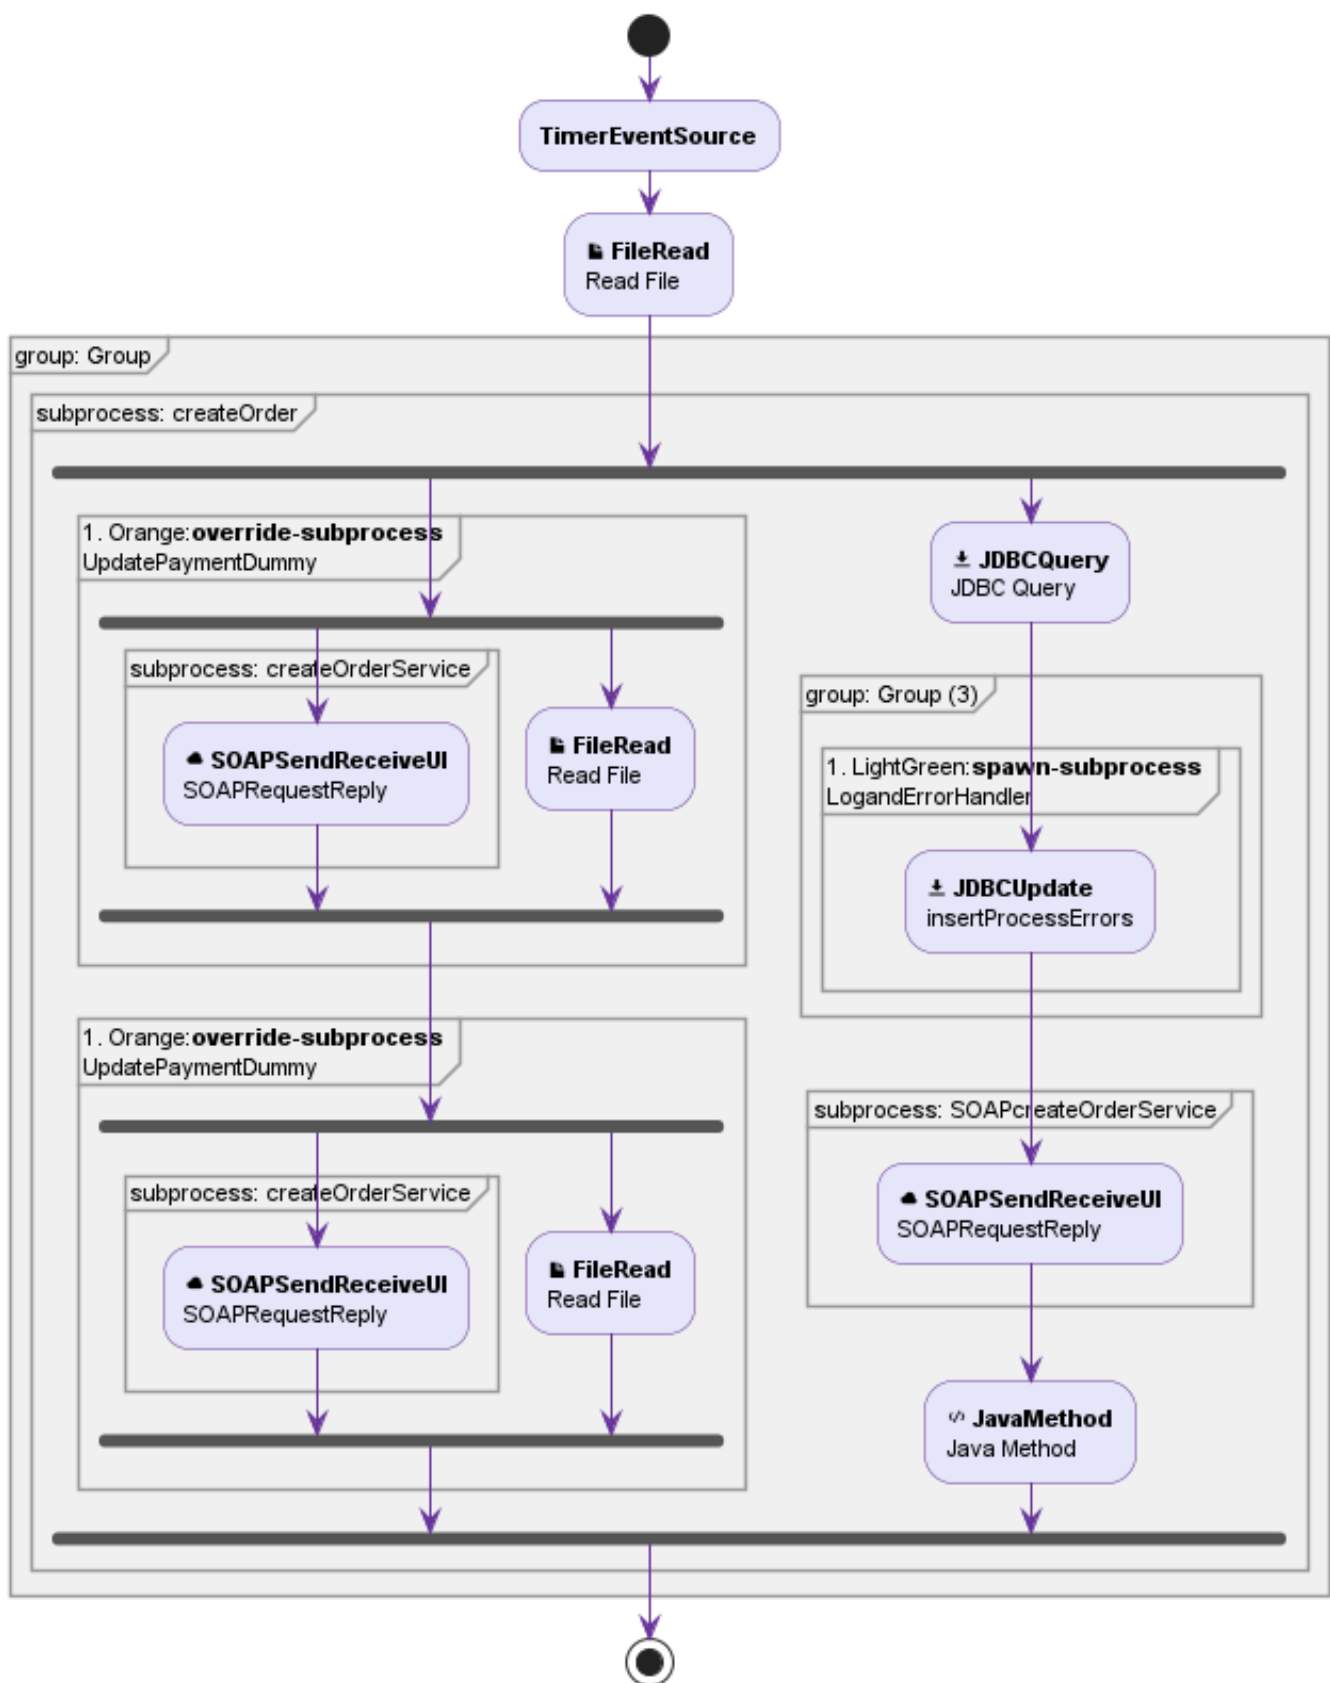 TimerEventSource
FileRead
Read File
group: Group
subprocess: createOrder
1. Orange:override-subprocess
UpdatePaymentDummy
subprocess: createOrderService
SOAPSendReceiveUI
SOAPRequestReply
FileRead
Read File
1. Orange:override-subprocess
UpdatePaymentDummy
subprocess: createOrderService
SOAPSendReceiveUI
SOAPRequestReply
FileRead
Read File
JDBCQuery
JDBC Query
group: Group (3)
1. LightGreen:spawn-subprocess
LogandErrorHandler
JDBCUpdate
insertProcessErrors
subprocess: SOAPcreateOrderService
SOAPSendReceiveUI
SOAPRequestReply
JavaMethod
Java Method